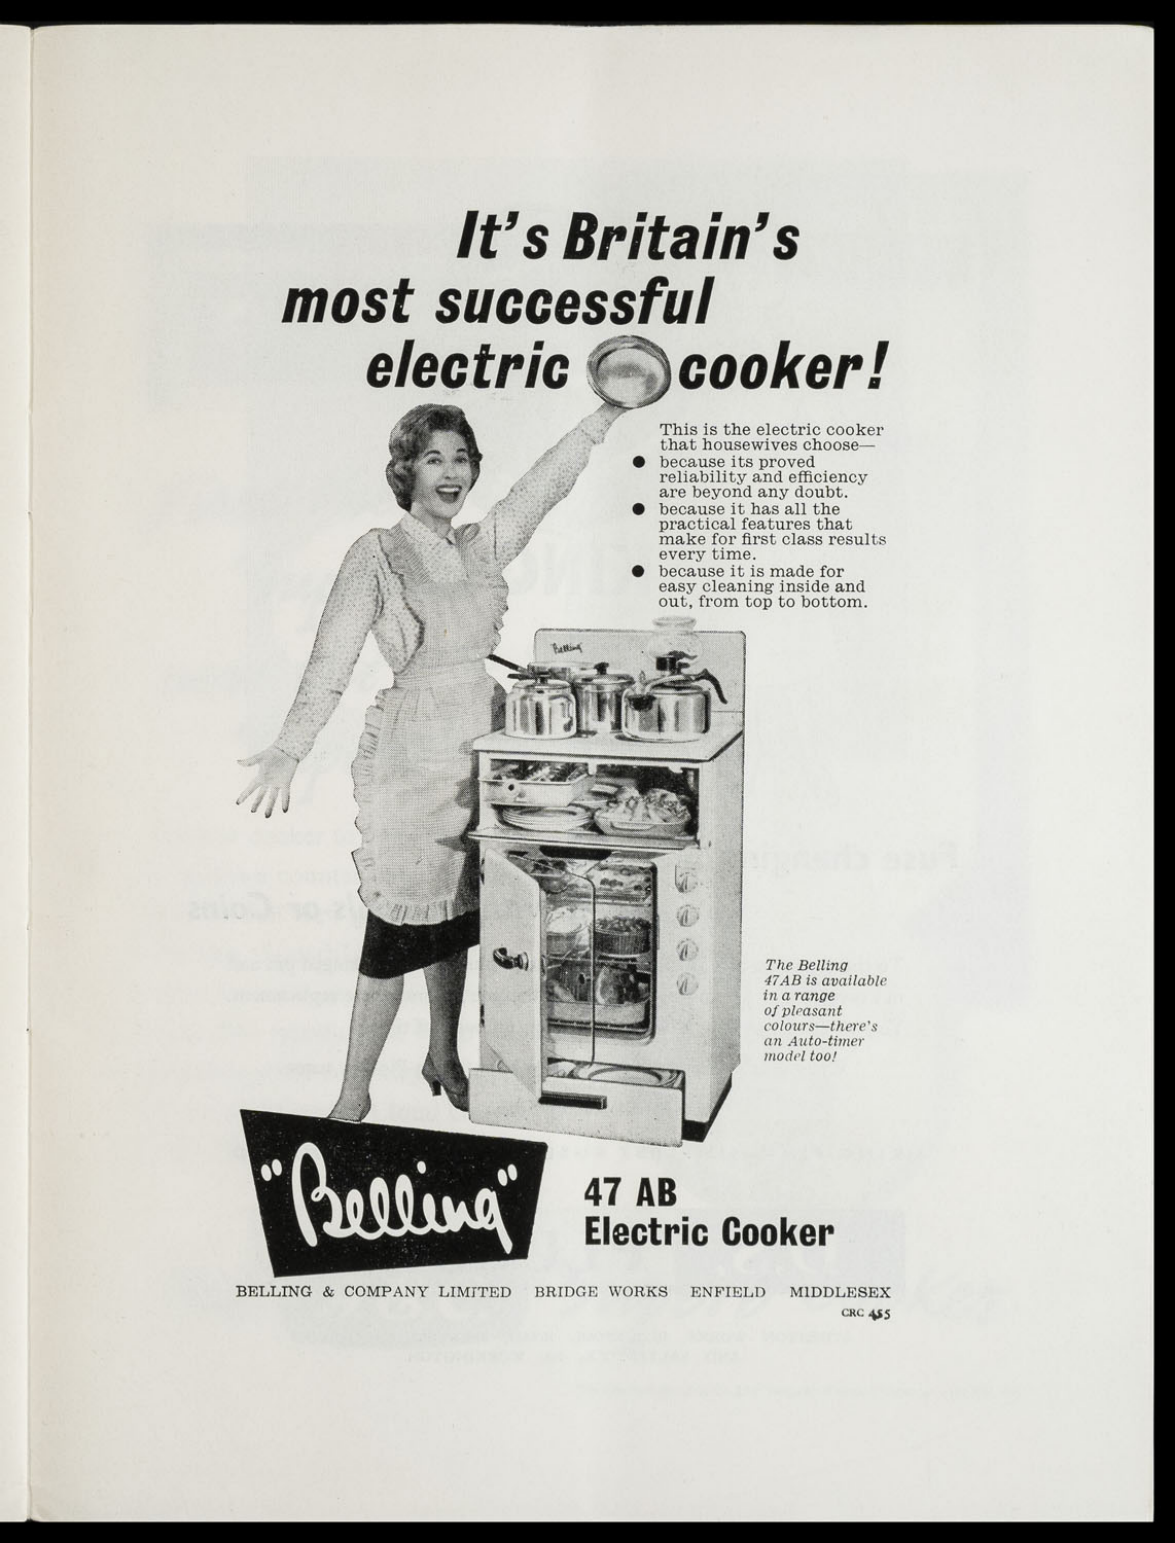 It's Britain's
most successful
electric cooker!
This is the electric cooker
that housewives choose—
● because its proved
reliability and efficiency
are beyond any doubt.
● because it has all the
practical features that
make for first class results
every time.
● because it is made for
easy cleaning inside and
out, from top to bottom.
"Belling"
The Belling
47AB is available
in a range
of pleasant
colours—there's
an Auto-timer
model too!
"Belling"
47 AB
Electric Cooker
BELLING & COMPANY LIMITED BRIDGE WORKS ENFIELD MIDDLESEX
CRC 455